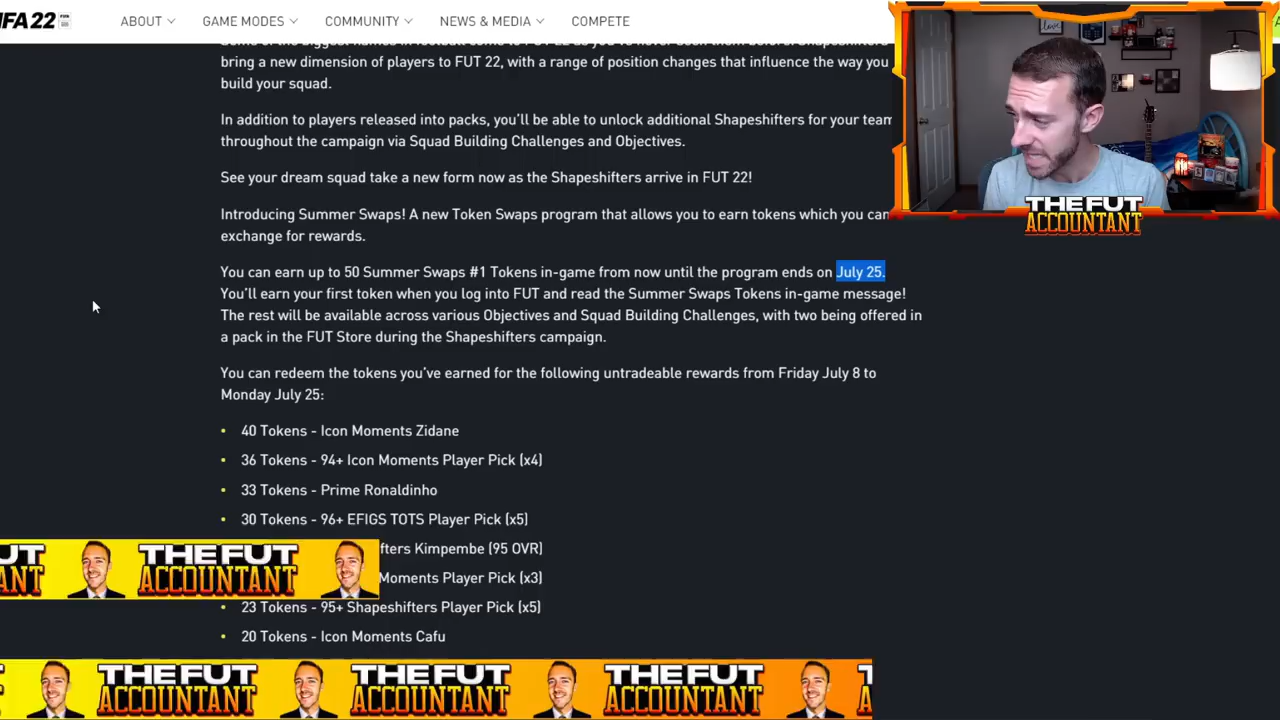 FA 22
ABOUT
GAME MODES
COMMUNITY
NEWS & MEDIA
COMPETE
bring a new dimension of players to FUT 22, with a range of position changes that influence the way you
build your squad.
In addition to players released into packs, you'll be able to unlock additional Shapeshifters for your team
throughout the campaign via Squad Building Challenges and Objectives.
See your dream squad take a new form now as the Shapeshifters arrive in FUT 22!
Introducing Summer Swaps! A new Token Swaps program that allows you to earn tokens which you can
exchange for rewards.
You can earn up to 50 Summer Swaps #1 Tokens in-game from now until the program ends on July 25.
You'll earn your first token when you log into FUT and read the Summer Swaps Tokens in-game message!
The rest will be available across various Objectives and Squad Building Challenges, with two being offered in
a pack in the FUT Store during the Shapeshifters campaign.
You can redeem the tokens you've earned for the following untradeable rewards from Friday July 8 to
Monday July 25:
40 Tokens - Icon Moments Zidane
36 Tokens - 94+ Icon Moments Player Pick (x4)
33 Tokens - Prime Ronaldinho
30 Tokens - 96+ EFIGS TOTS Player Pick (x5)
fters Kimpembe (95 OVR)
Moments Player Pick (x3)
23 Tokens - 95+ Shapeshifters Player Pick (x5)
20 Tokens - Icon Moments Cafu
THE FUT
ACCOUNTANT
UT
ANT
THE FUT
ACCOUNTANT
THE FUT
ACCOUNTANT
THE FUT
ACCOUNTANT
THE FUT
ACCOUNTANT